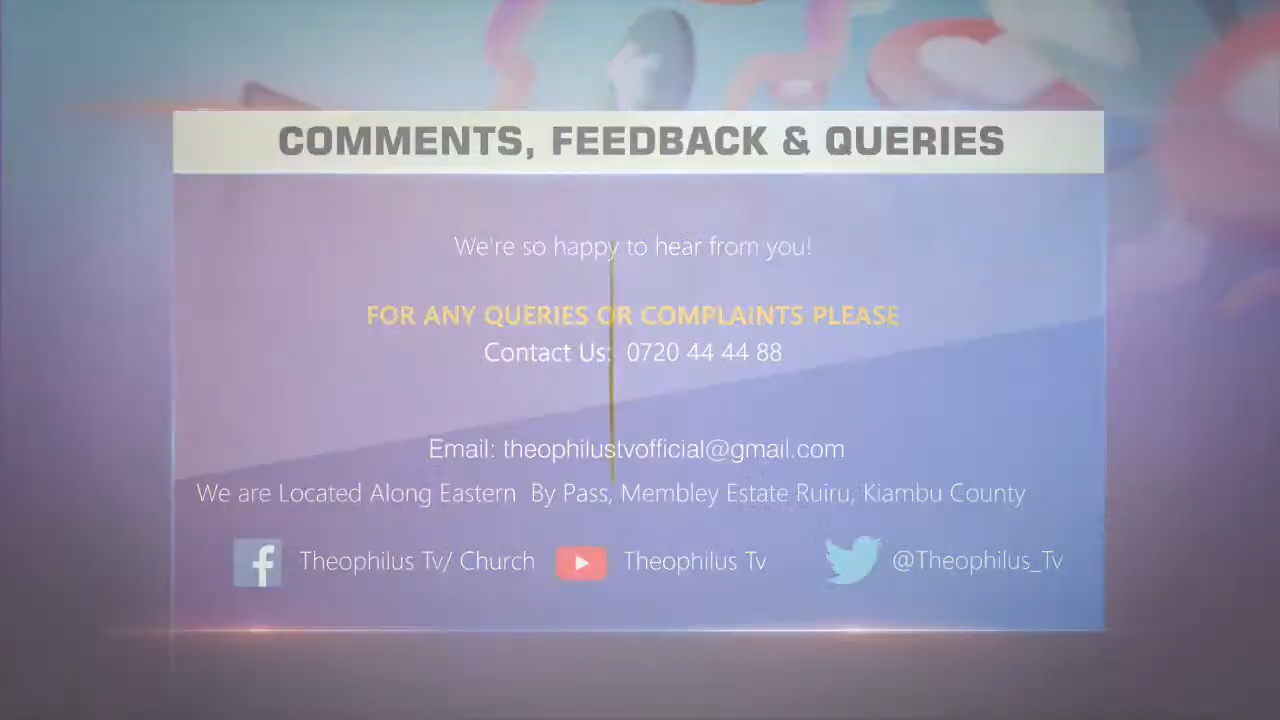 COMMENTS, FEEDBACK & QUERIES
We're so happy to hear from you!
FOR ANY QUERIES OR COMPLAINTS PLEASE
Contact Us: 0720 44 44 88
Email: theophilustvofficial@gmail.com
We are Located Along Eastern By Pass, Membley Estate Ruiru, Kiambu County
Theophilus Tv/ Church Theophilus Tv @Theophilus_Tv